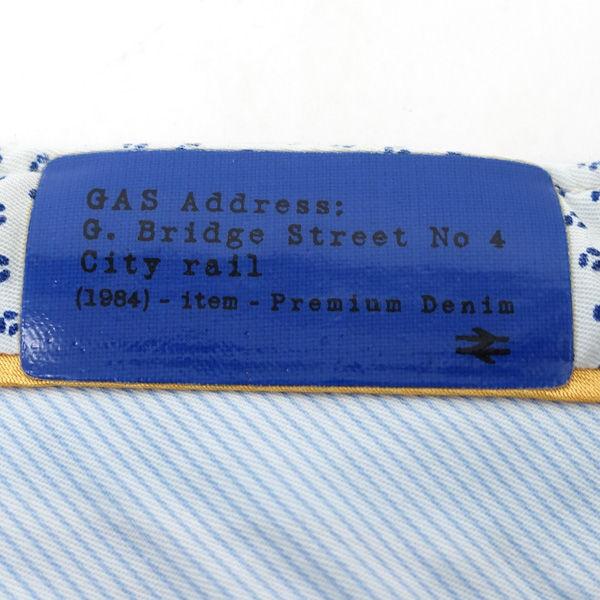 GAS Address:
G. Bridge Street No 4
City rail
(1984) - item - Premium Denim